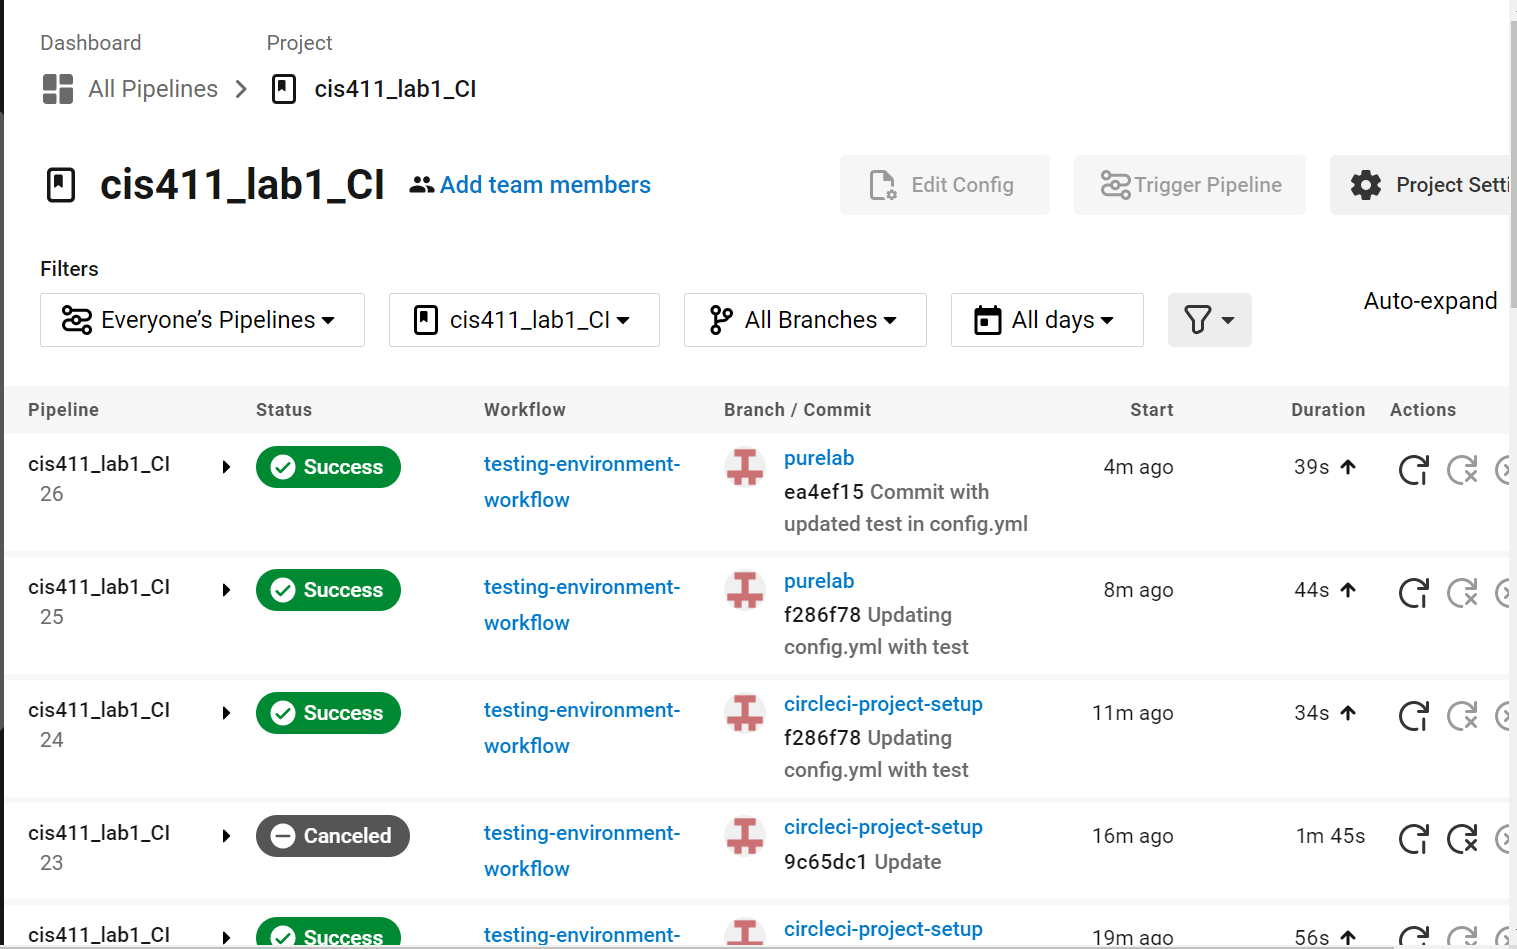 Dashboard
Project
All Pipelines
cis411_lab1_CI
cis411_lab1_CI
Add team members
Edit Config
Trigger Pipeline
Project Setti
Filters
Everyone’s Pipelines
cis411_lab1_CI
All Branches
All days
Auto-expand
Pipeline Status Workflow Branch / Commit Start Duration Actions
cis411_lab1_CI
26
Success
testing-environment-
workflow
purelab
ea4ef15 Commit with
updated test in config.yml
4m ago
39s
cis411_lab1_CI
25
Success
testing-environment-
workflow
purelab
f286f78 Updating
config.yml with test
8m ago
44s
cis411_lab1_CI
24
Success
testing-environment-
workflow
circleci-project-setup
f286f78 Updating
config.yml with test
11m ago
34s
cis411_lab1_CI
23
Canceled
testing-environment-
workflow
circleci-project-setup
9c65dc1 Update
16m ago
1m 45s
cis411_lab1_CI
Success
testing-environment-
circleci-project-setup
19m ago
56s